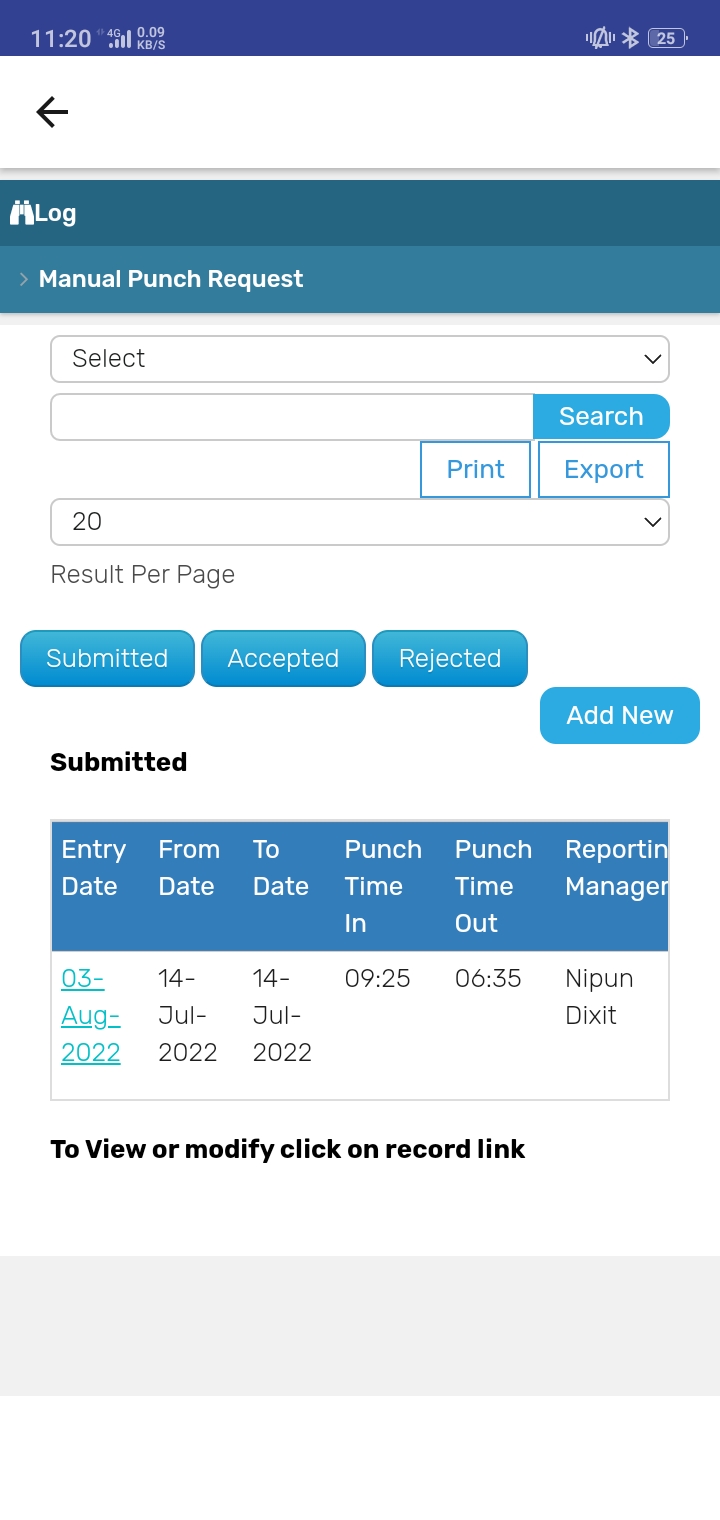 11:20 4G 0.09 KB/S 25
Log
Manual Punch Request
Select
Search
Print Export
20
Result Per Page
Submitted Accepted Rejected
Add New
Submitted
Entry From To Punch Punch Reportin
Date Date Date Time Time Manager
In Out
03- 14- 14- 09:25 06:35 Nipun
Aug- Jul- Jul- Dixit
2022 2022 2022
To View or modify click on record link